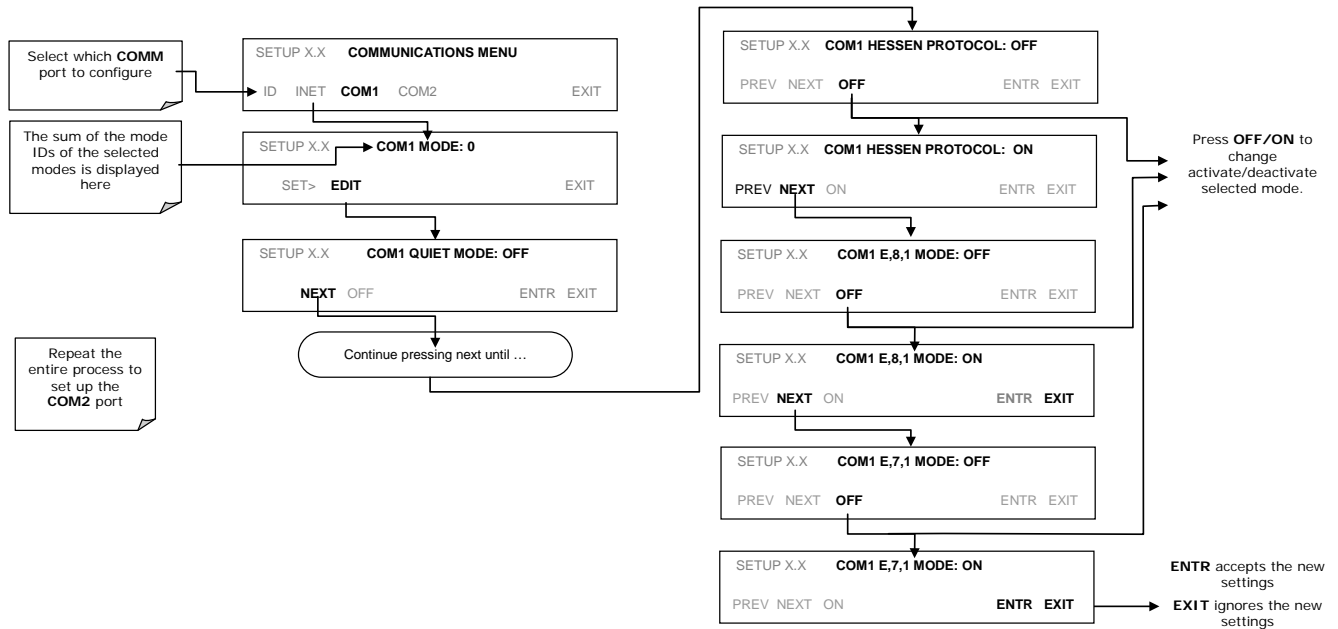 Select which COMM
port to configure
SETUP X.X COMMUNICATIONS MENU
ID INET COM1 COM2 EXIT
The sum of the mode
IDs of the selected
modes is displayed
here
SETUP X.X COM1 MODE: 0
SET> EDIT EXIT
SETUP X.X COM1 QUIET MODE: OFF
NEXT OFF ENTR EXIT
Continue pressing next until …
Repeat the
entire process to
set up the
COM2 port
SETUP X.X COM1 HESSEN PROTOCOL: OFF
PREV NEXT OFF ENTR EXIT
SETUP X.X COM1 HESSEN PROTOCOL: ON
PREV NEXT ON ENTR EXIT
SETUP X.X COM1 E,8,1 MODE: OFF
PREV NEXT OFF ENTR EXIT
SETUP X.X COM1 E,8,1 MODE: ON
PREV NEXT ON ENTR EXIT
SETUP X.X COM1 E,7,1 MODE: OFF
PREV NEXT OFF ENTR EXIT
SETUP X.X COM1 E,7,1 MODE: ON
PREV NEXT ON ENTR EXIT
Press OFF/ON to
change
activate/deactivate
selected mode.
ENTR accepts the new
settings
EXIT ignores the new
settings